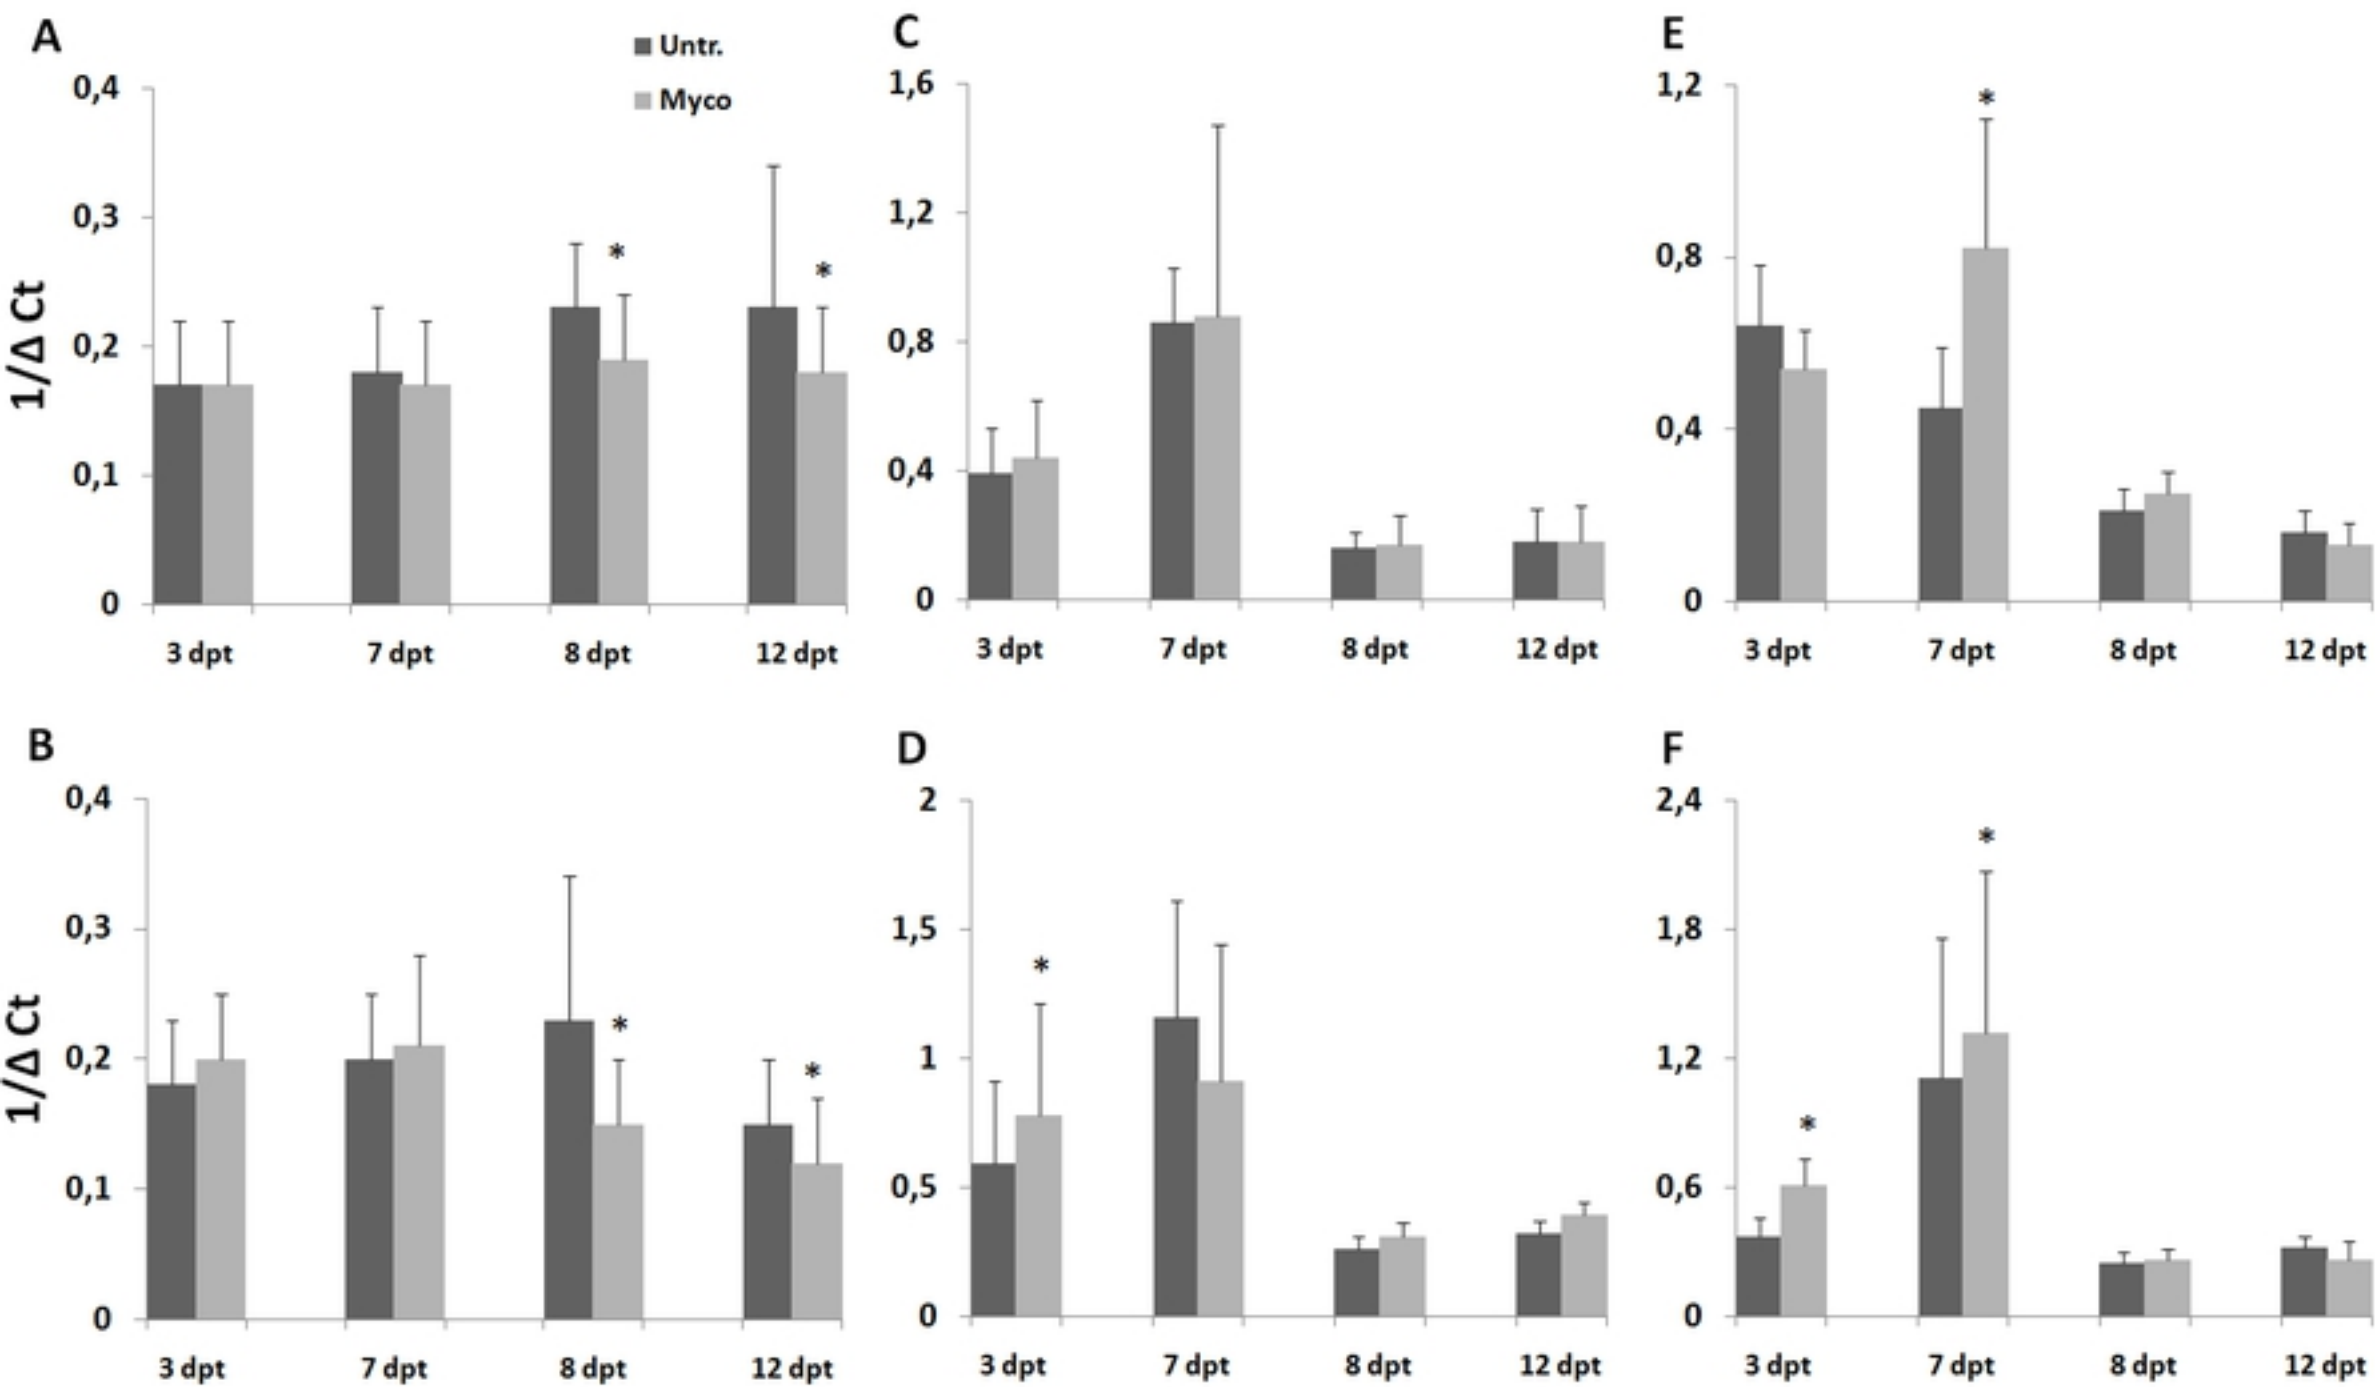 A
Untr.
Myco
0,4
0,3
0,2
0,1
0
1/Δ Ct
*
*
3 dpt
7 dpt
8 dpt
12 dpt
C
1,6
1,2
0,8
0,4
0
3 dpt
7 dpt
8 dpt
12 dpt
E
1,2
0,8
0,4
0
*
3 dpt
7 dpt
8 dpt
12 dpt
B
0,4
0,3
0,2
0,1
0
1/Δ Ct
*
*
3 dpt
7 dpt
8 dpt
12 dpt
D
2
1,5
1
0,5
0
*
3 dpt
7 dpt
8 dpt
12 dpt
F
2,4
1,8
1,2
0,6
0
*
*
3 dpt
7 dpt
8 dpt
12 dpt